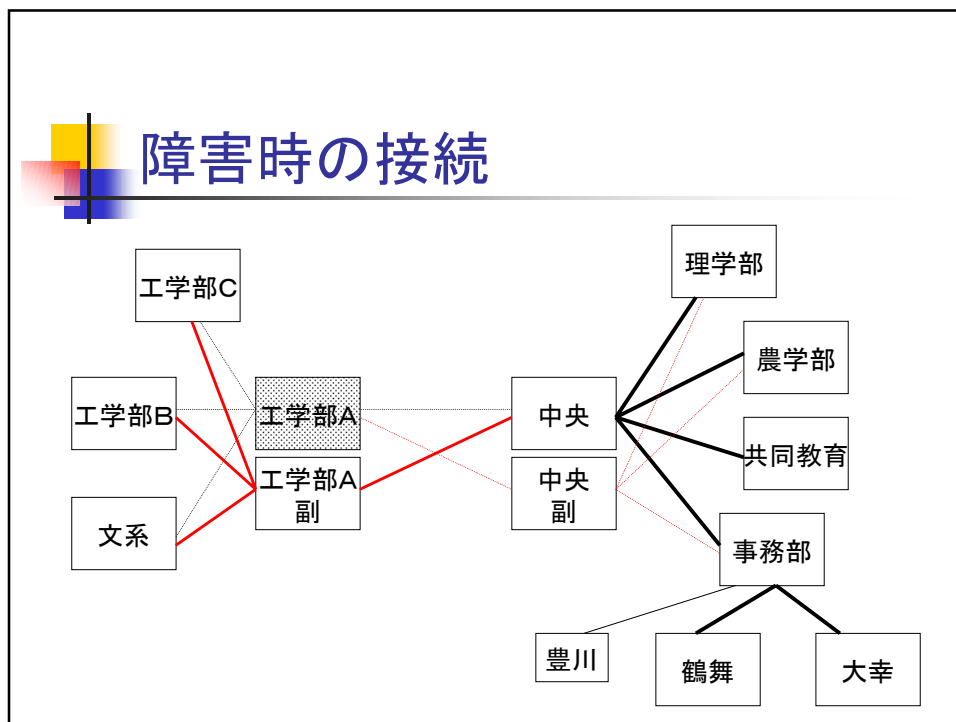 障害時の接続
理学部
工学部C
農学部
工学部B
工学部A
中央
共同教育
工学部A
副
中央
副
文系
事務部
豊川
鶴舞
大幸